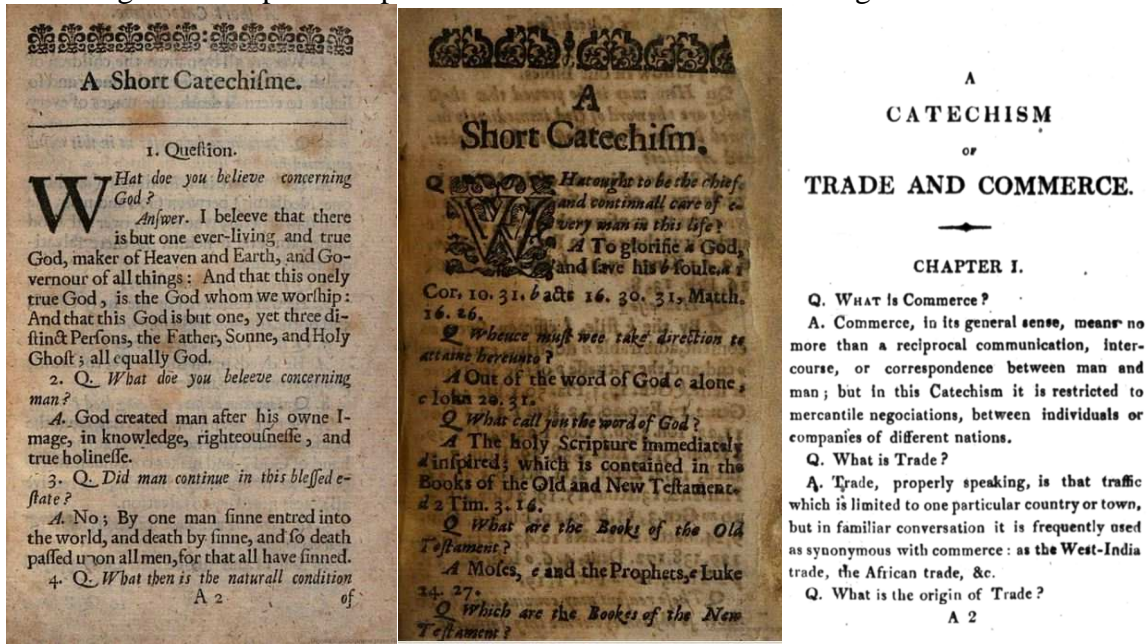 A Short Catechiſme.
1. Queſtion.
WHat doe you believe concerning
God ?
Anſwer. I beleeve that there
is but one ever-living and true
God, maker of Heaven and Earth, and Go-
vernour of all things : And that this onely
true God, is the God whom we worſhip :
And that this God is but one, yet three di-
ſtinct Perſons, the Father, Sonne, and Holy
Ghoſt ; all equally God.
2. Q. What doe you beleeve concerning
man ?
A. God created man after his owne I-
mage, in knowledge, righteouſneſſe, and
true holineſſe.
3. Q. Did man continue in this bleſſed e-
ſtate ?
A. No ; By one man ſinne entred into
the world, and death by ſinne, and ſo death
paſſed upon all men, for that all have ſinned.
4. Q. What then is the naturall condition
A 2 of
A
Short Catechiſm.
Q WHat ought to be the chiefe
and continuall care of e-
very man in this life ?
A To glorifie a God,
and ſave his b ſoule, a 1
Cor. 10. 31. b acts 16. 30. 31, Matth.
16. 26.
Q Whence muſt wee take direction to
attaine hereunto ?
A Out of the word of God c alone,
c Iohn 20. 31.
Q What call you the word of God ?
A The holy Scripture immediately
d inſpired; which is contained in the
Books of the Old and New Teſtament.
d 2 Tim. 3. 16.
Q What are the Books of the Old
Teſtament ?
A Moſes, e and the Prophets, e Luke
24. 27.
Q Which are the Bookes of the New
Teſtament ?
A
CATECHISM
OF
TRADE AND COMMERCE.
CHAPTER I.
Q. WHAT is Commerce ?
A. Commerce, in its general sense, means no
more than a reciprocal communication, inter-
course, or correspondence between man and
man ; but in this Catechism it is restricted to
mercantile negociations, between individuals or
companies of different nations.
Q. What is Trade ?
A. Trade, properly speaking, is that traffic
which is limited to one particular country or town,
but in familiar conversation it is frequently used
as synonymous with commerce : as the West-India
trade, the African trade, &c.
Q. What is the origin of Trade ?
A 2